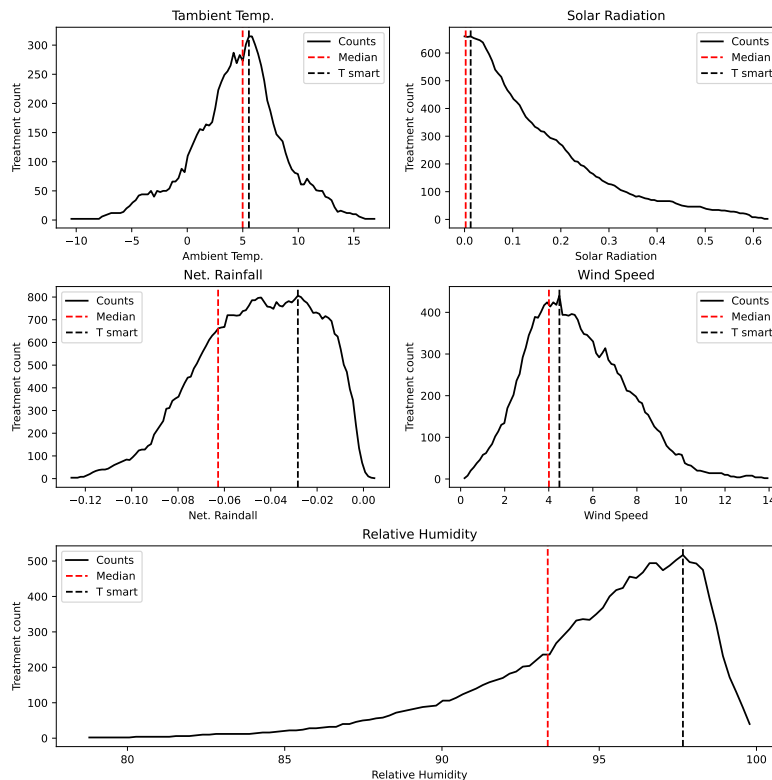 Tambient Temp.
Treatment count
300
250
200
150
100
50
0
−10 −5 0 5 10 15
Ambient Temp.
Counts
Median
T smart
Solar Radiation
Treatment count
600
500
400
300
200
100
0
0.0 0.1 0.2 0.3 0.4 0.5 0.6
Solar Radiation
Counts
Median
T smart
Net. Rainfall
Treatment count
800
700
600
500
400
300
200
100
0
−0.12 −0.10 −0.08 −0.06 −0.04 −0.02 0.00
Net. Raindall
Counts
Median
T smart
Wind Speed
Treatment count
400
300
200
100
0
0 2 4 6 8 10 12 14
Wind Speed
Counts
Median
T smart
Relative Humidity
Treatment count
500
400
300
200
100
0
80 85 90 95 100
Relative Humidity
Counts
Median
T smart